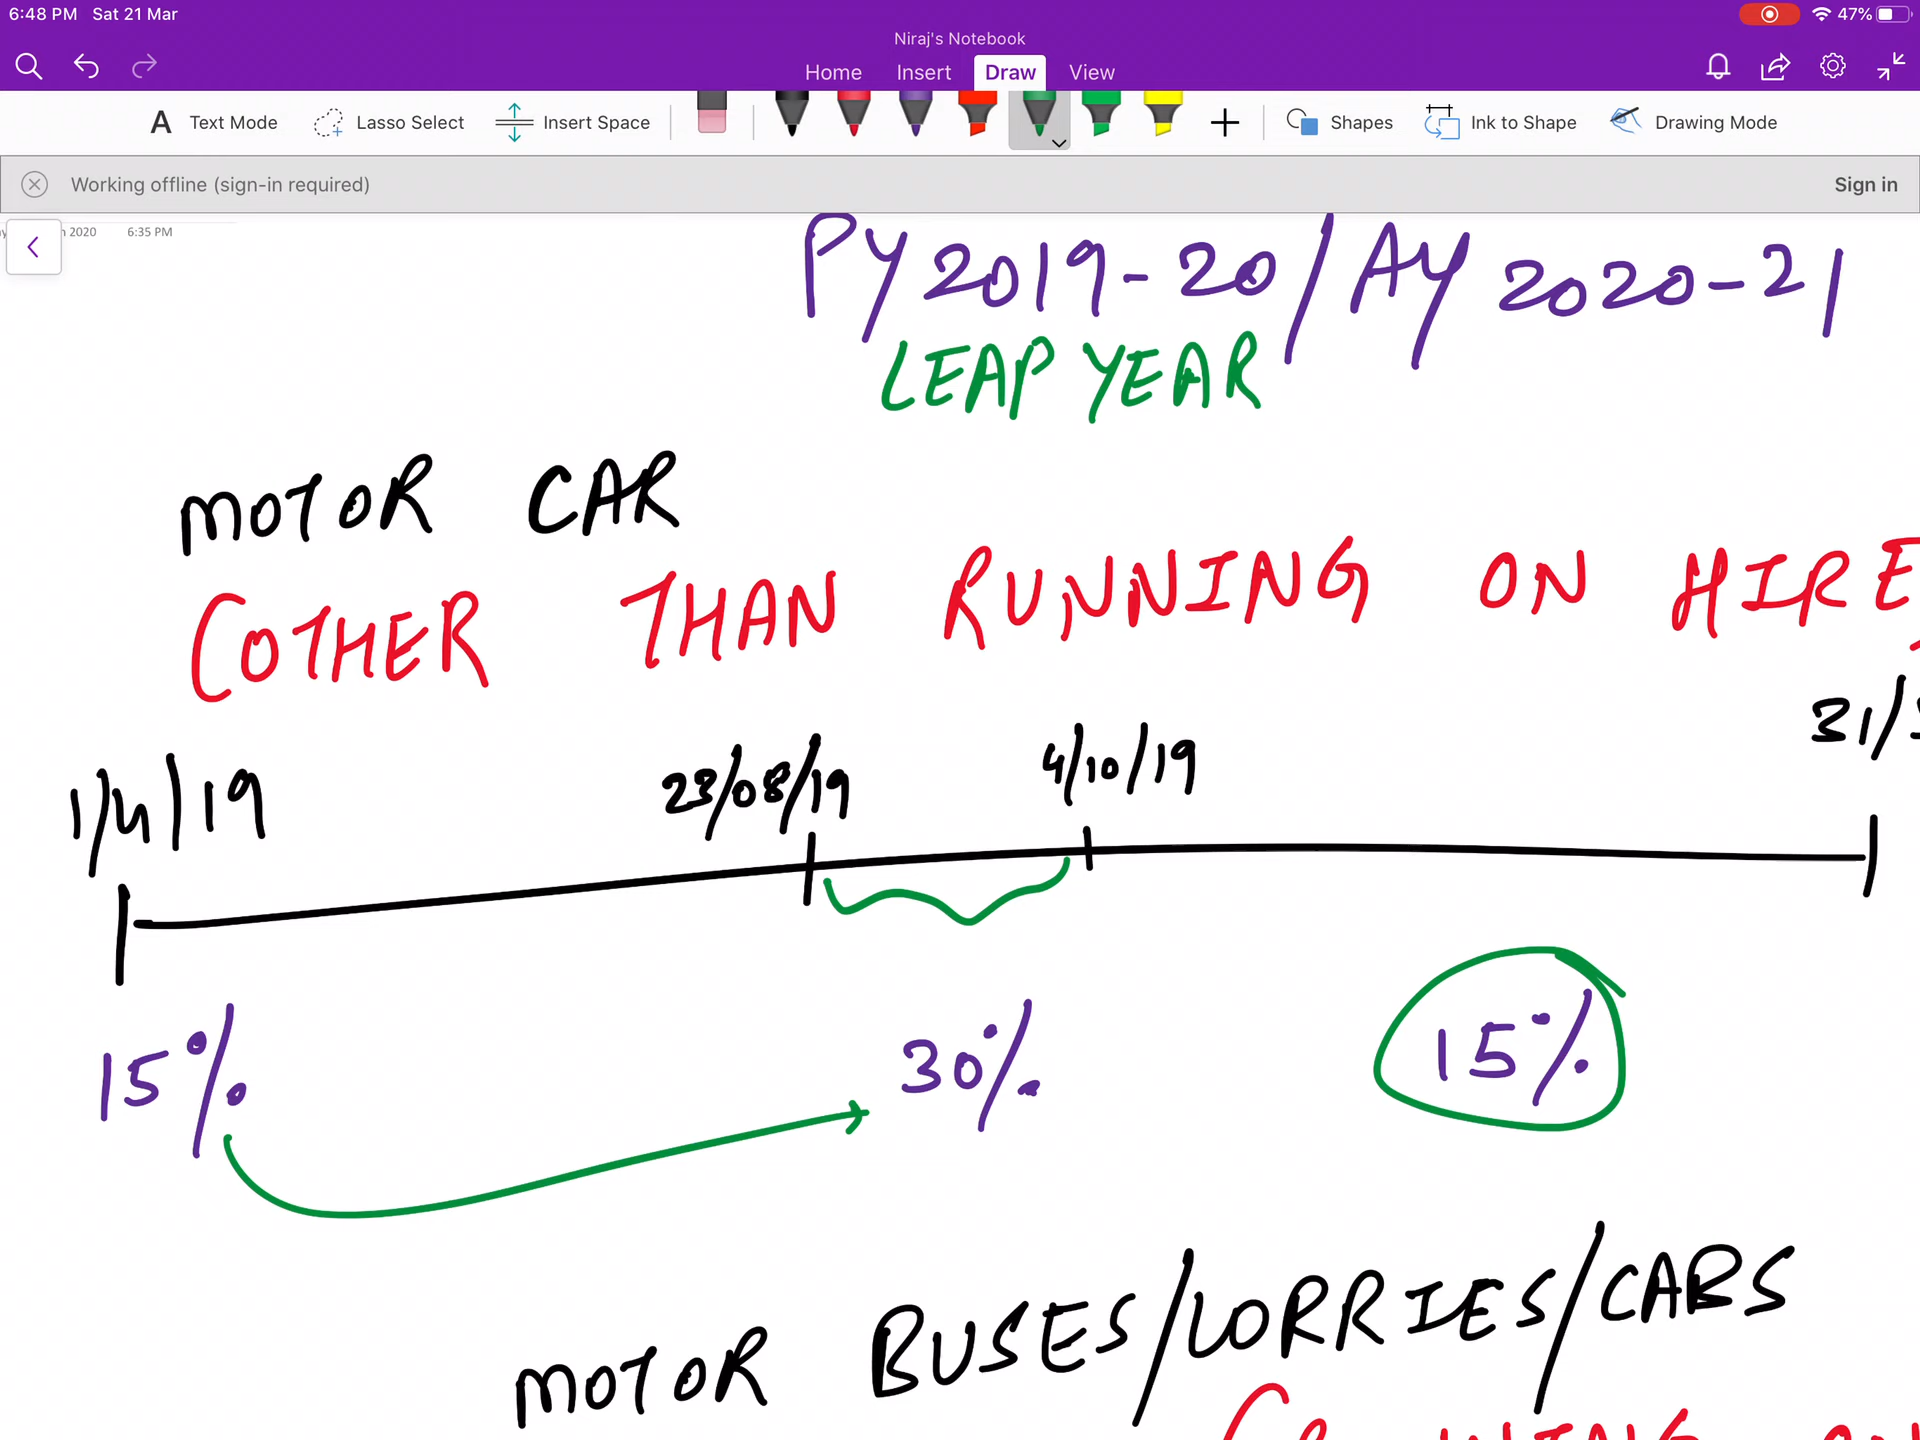 6:48 PM Sat 21 Mar 47%
Niraj's Notebook
Home Insert Draw View
Text Mode Lasso Select Insert Space Shapes Ink to Shape Drawing Mode
Working offline (sign-in required) Sign in
2020 6:35 PM
PY 2019-20/AY 2020-21
LEAP YEAR
MOTOR CAR
(OTHER THAN RUNNING ON HIRE
1/4/19 23/08/19 4/10/19 31/
15% 30% 15%
MOTOR BUSES/LORRIES/CABS